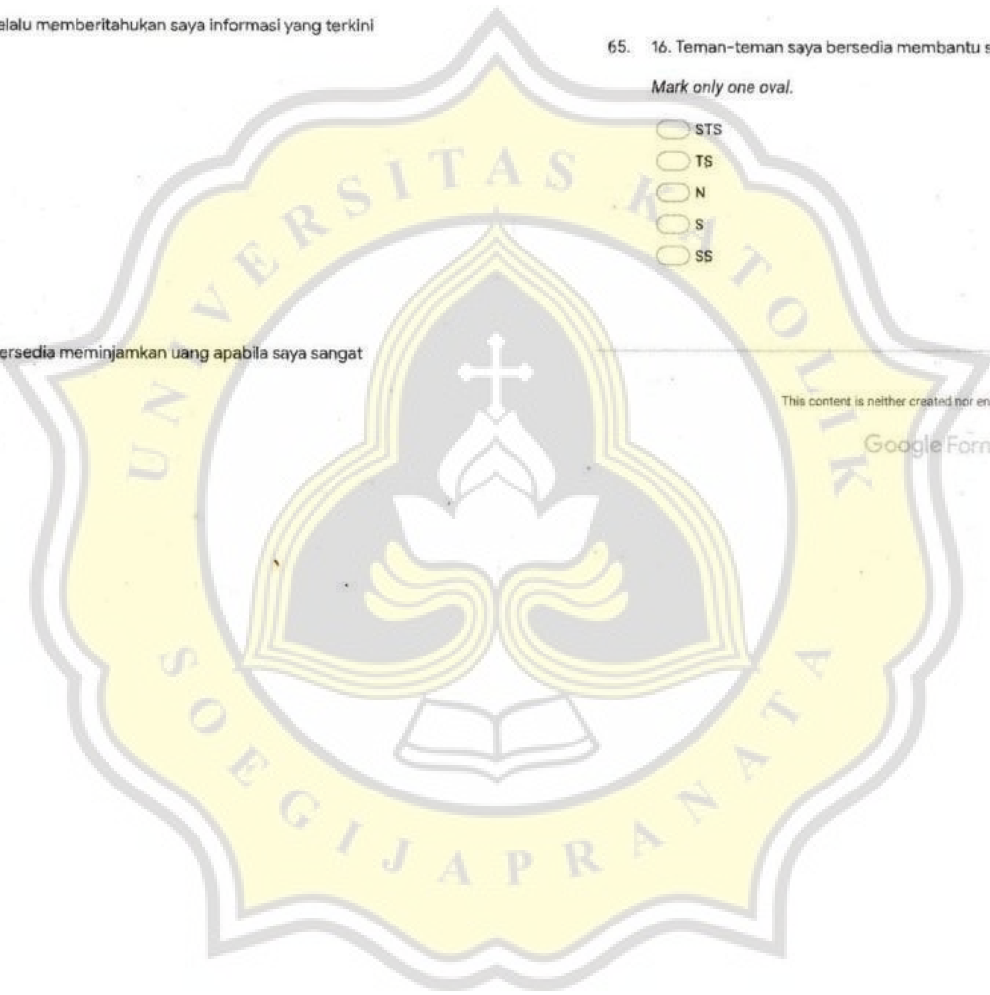 elalu memberitahukan saya informasi yang terkini
ersedia meminjamkan uang apabila saya sangat
65. 16. Teman-teman saya bersedia membantu s
Mark only one oval.
STS
TS
N
S
SS
This content is neither created nor en
Google Forn
UNIVERSITAS KATOLIK
SOEGIJAPRANATA